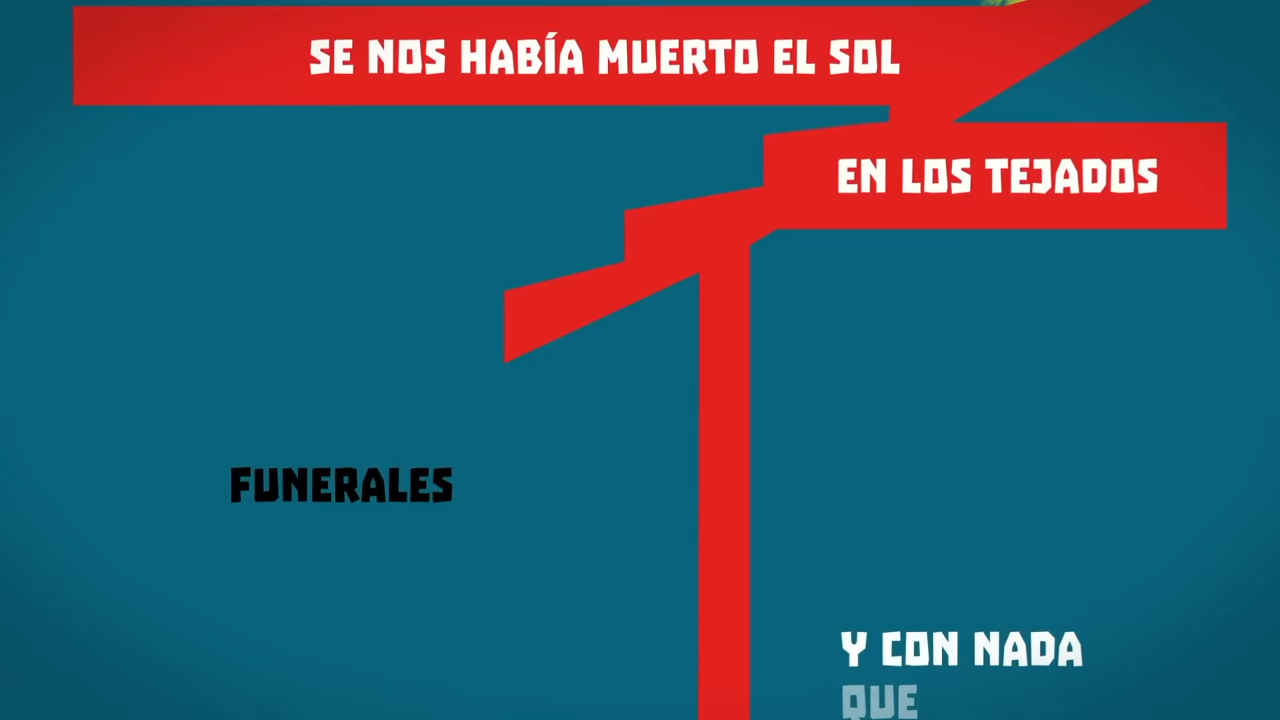 SE NOS HABÍA MUERTO EL SOL
EN LOS TEJADOS
FUNERALES
Y CON NADA
QUE